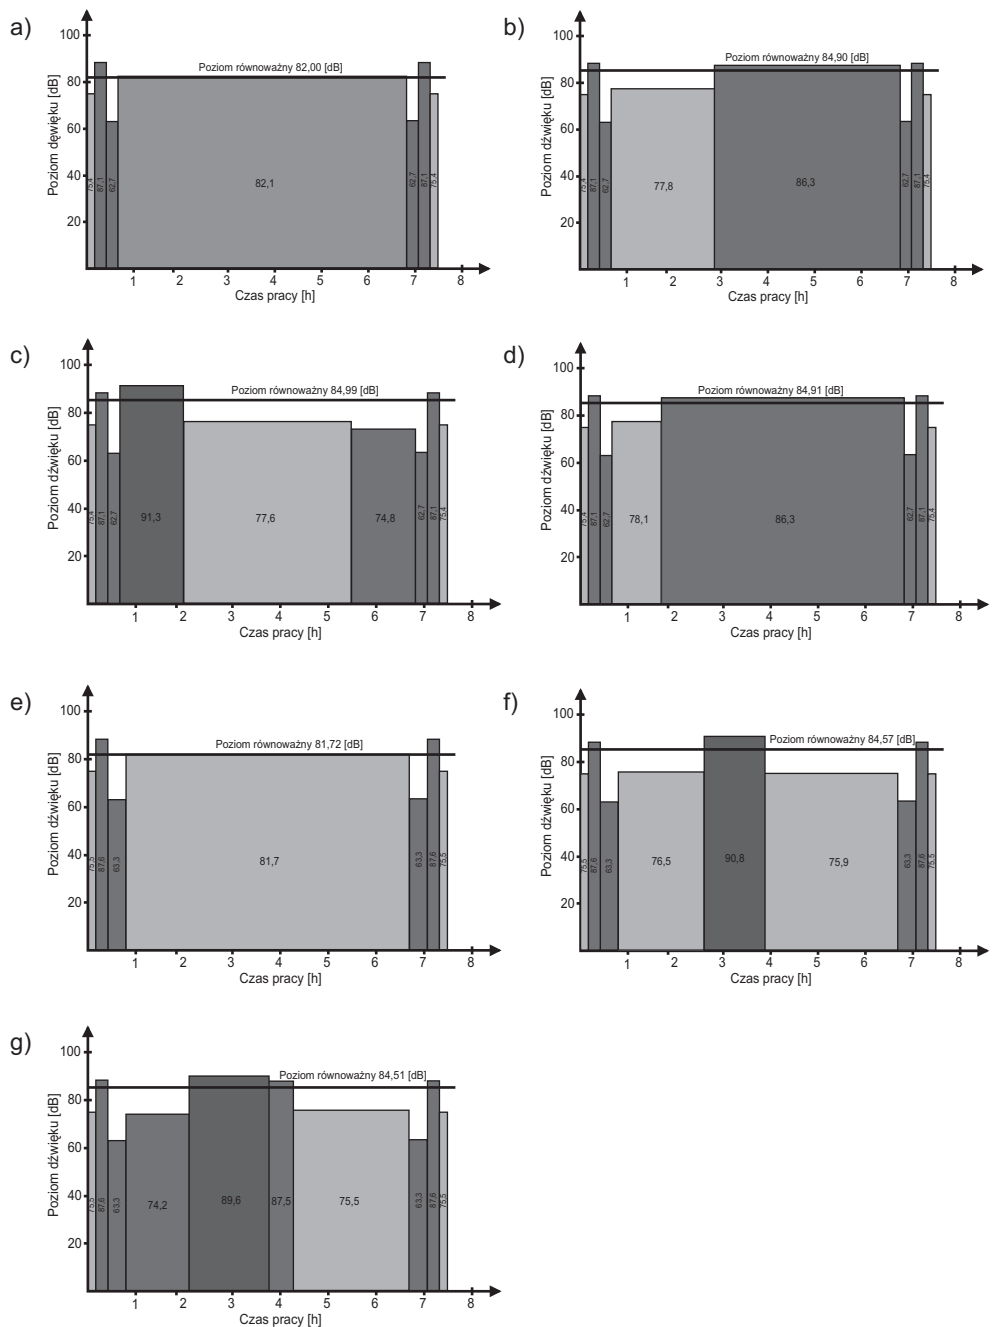 a)
100
80
60
40
20
Poziom dęwięku [dB]
Poziom równoważny 82,00 [dB]
75,4
87,1
62,7
82,1
62,7
87,1
75,4
1 2 3 4 5 6 7 8
Czas pracy [h]
b)
100
80
60
40
20
Poziom dźwięku [dB]
Poziom równoważny 84,90 [dB]
75,4
87,1
62,7
77,8
86,3
62,7
87,1
75,4
1 2 3 4 5 6 7 8
Czas pracy [h]
c)
100
80
60
40
20
Poziom dźwięku [dB]
Poziom równoważny 84,99 [dB]
75,4
87,1
62,7
91,3
77,6
74,8
62,7
87,1
75,4
1 2 3 4 5 6 7 8
Czas pracy [h]
d)
100
80
60
40
20
Poziom dźwięku [dB]
Poziom równoważny 84,91 [dB]
75,4
87,1
62,7
78,1
86,3
62,7
87,1
75,4
1 2 3 4 5 6 7 8
Czas pracy [h]
e)
100
80
60
40
20
Poziom dźwięku [dB]
Poziom równoważny 81,72 [dB]
75,5
87,6
63,3
81,7
63,3
87,6
75,5
1 2 3 4 5 6 7 8
Czas pracy [h]
f)
100
80
60
40
20
Poziom dźwięku [dB]
Poziom równoważny 84,57 [dB]
75,5
87,6
63,3
76,5
90,8
75,9
63,3
87,6
75,5
1 2 3 4 5 6 7 8
Czas pracy [h]
g)
100
80
60
40
20
Poziom dźwięku [dB]
Poziom równoważny 84,51 [dB]
75,5
87,6
63,3
74,2
89,6
87,5
75,5
63,3
87,6
75,5
1 2 3 4 5 6 7 8
Czas pracy [h]